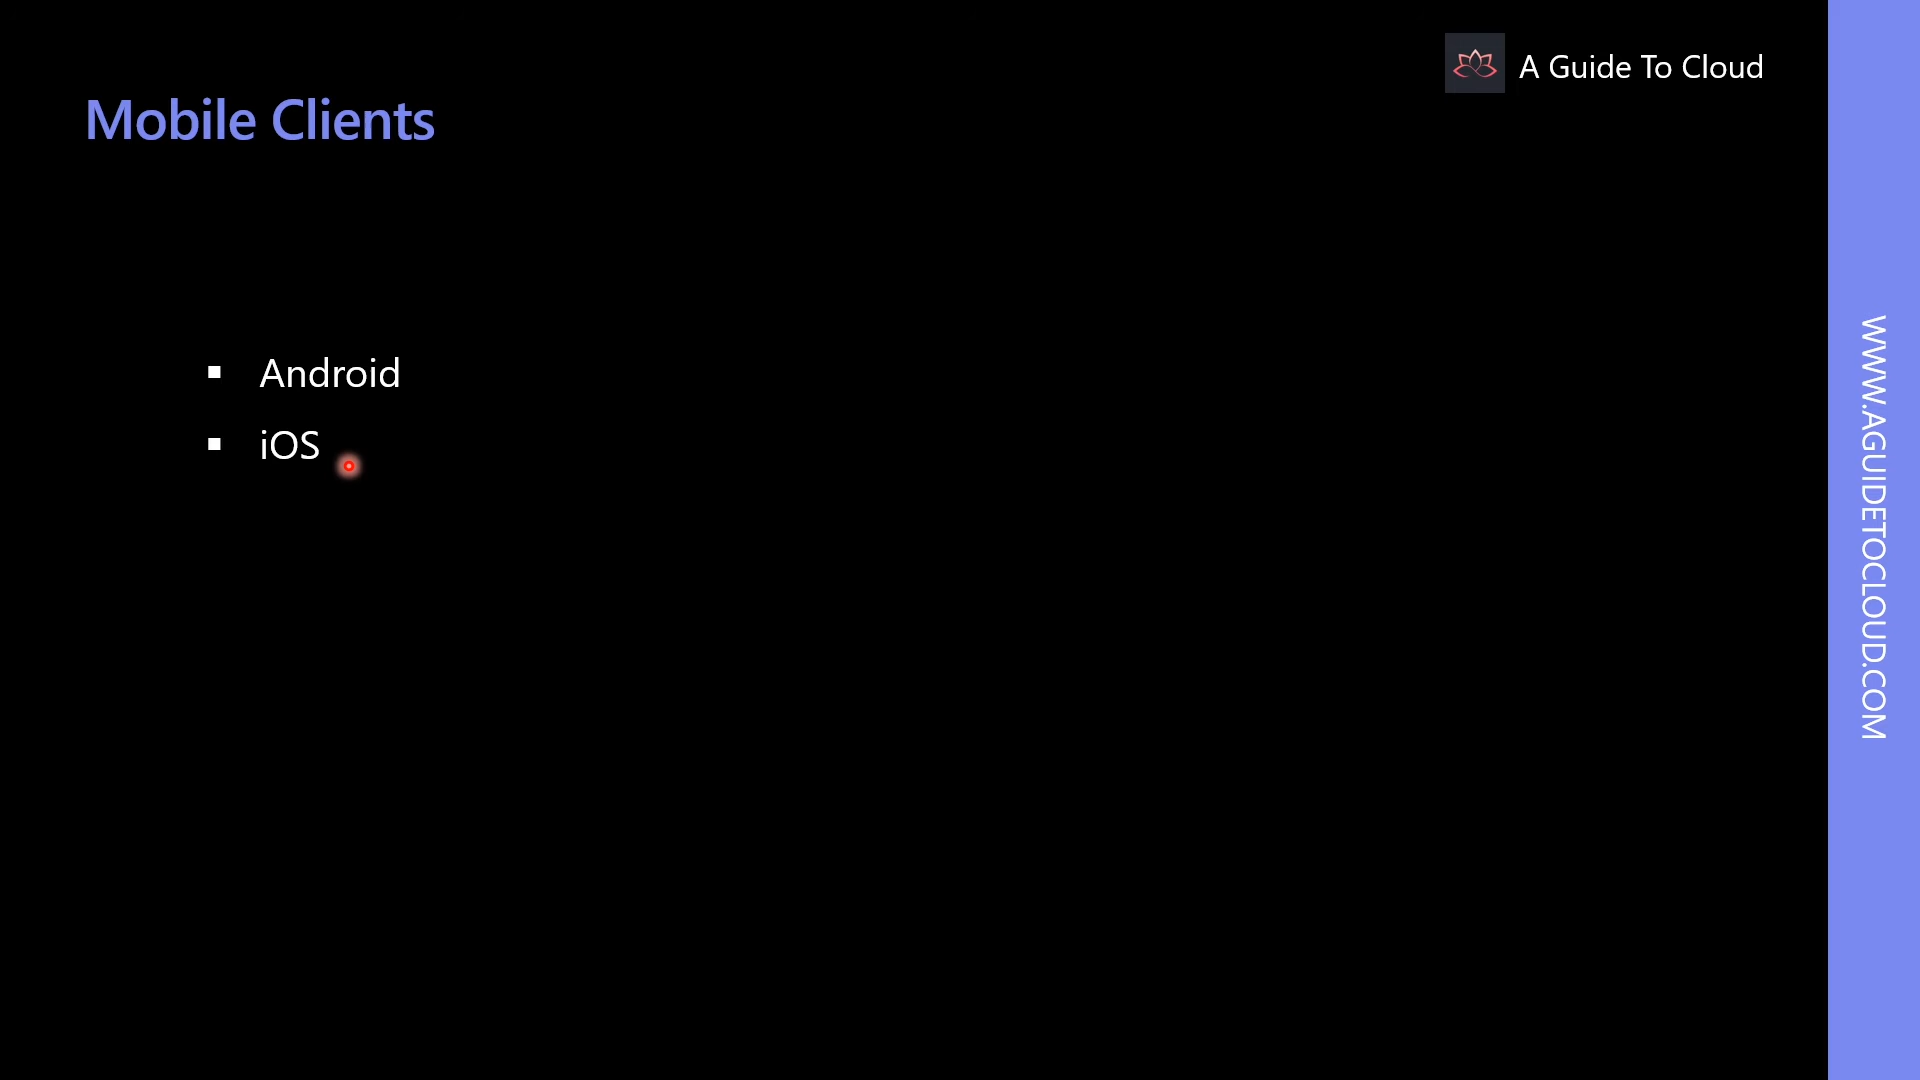 A Guide To Cloud
Mobile Clients
▪ Android
▪ iOS
WWW.AGUIDETOCLOUD.COM